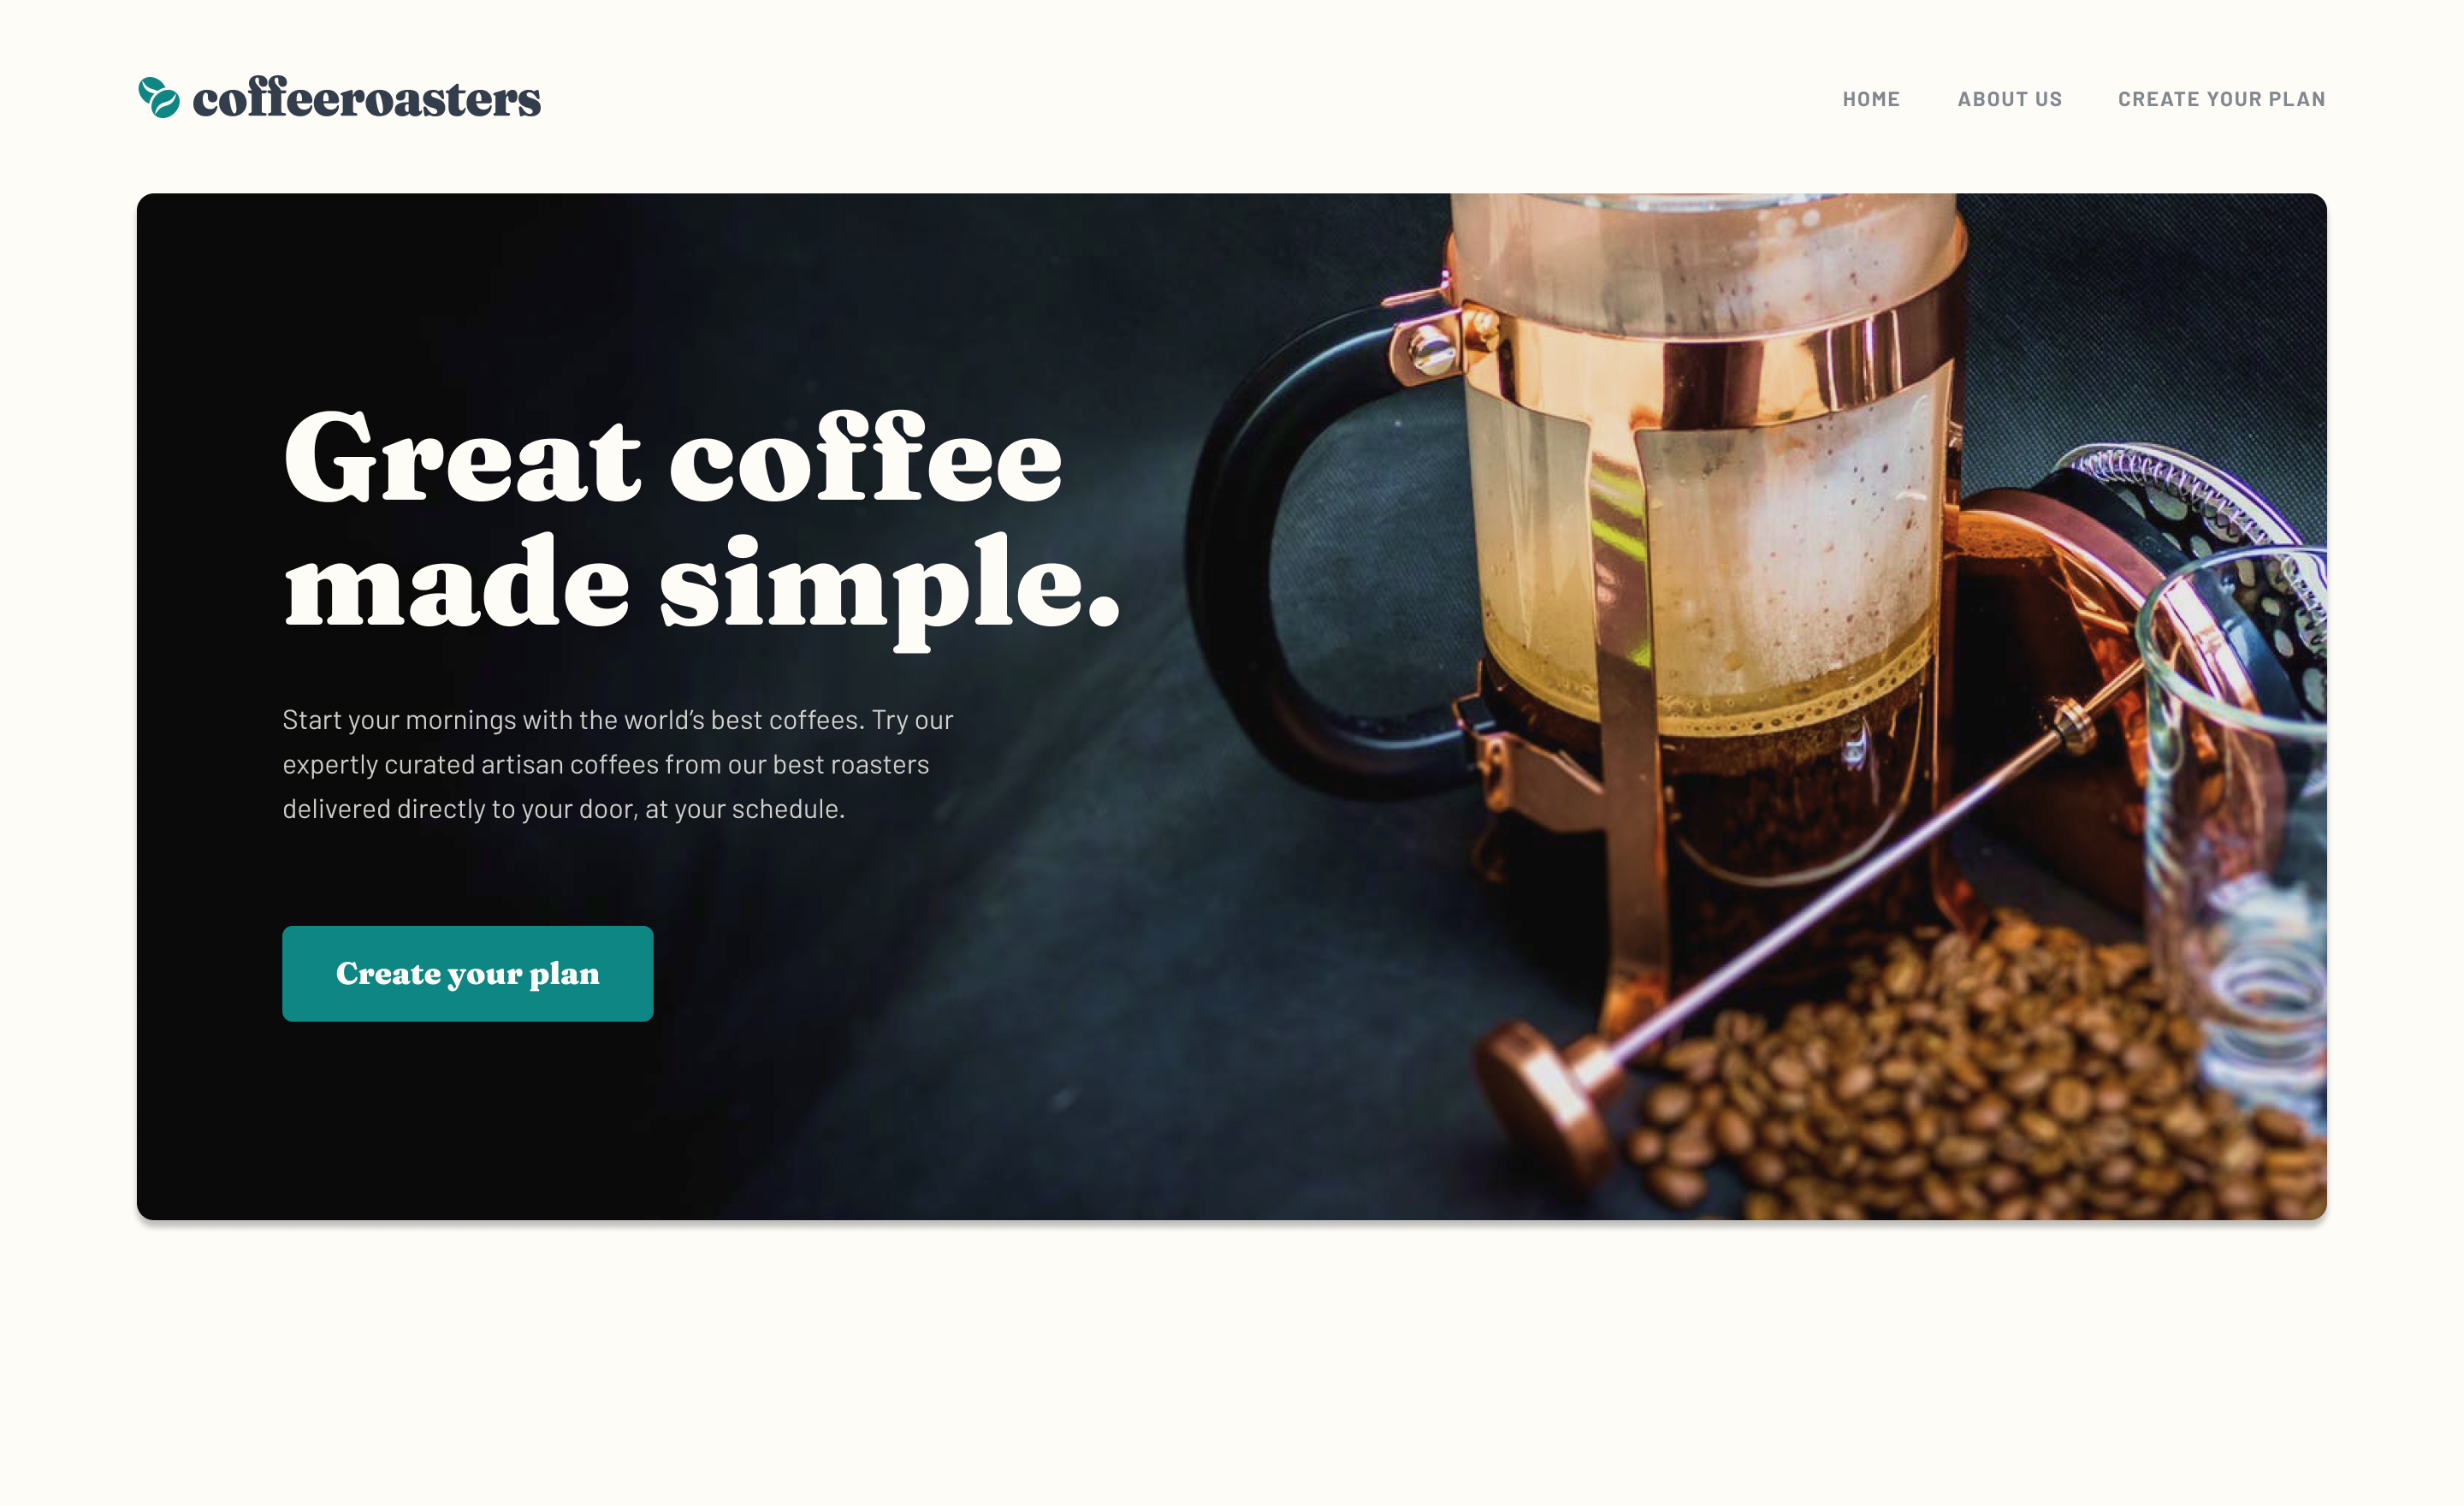 coffeeroasters
HOME
ABOUT US
CREATE YOUR PLAN
Great coffee
made simple.
Start your mornings with the world’s best coffees. Try our
expertly curated artisan coffees from our best roasters
delivered directly to your door, at your schedule.
Create your plan